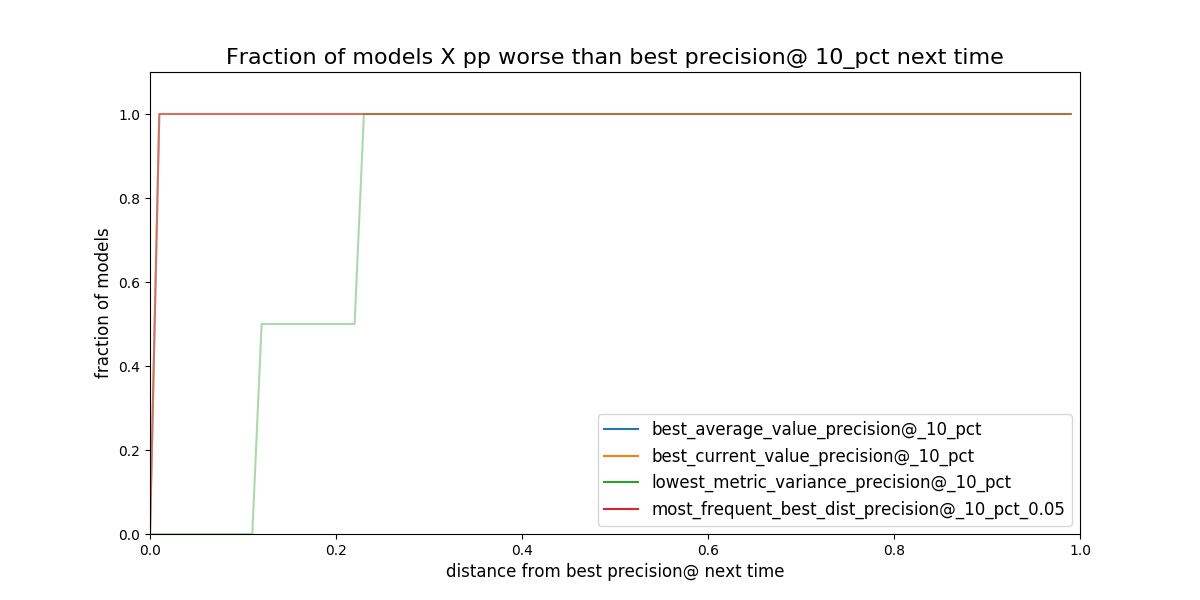 Fraction of models X pp worse than best precision@ 10_pct next time
1.0
0.8
0.6
0.4
0.2
0.0
fraction of models
best_average_value_precision@_10_pct
best_current_value_precision@_10_pct
lowest_metric_variance_precision@_10_pct
most_frequent_best_dist_precision@_10_pct_0.05
0.0 0.2 0.4 0.6 0.8 1.0
distance from best precision@ next time